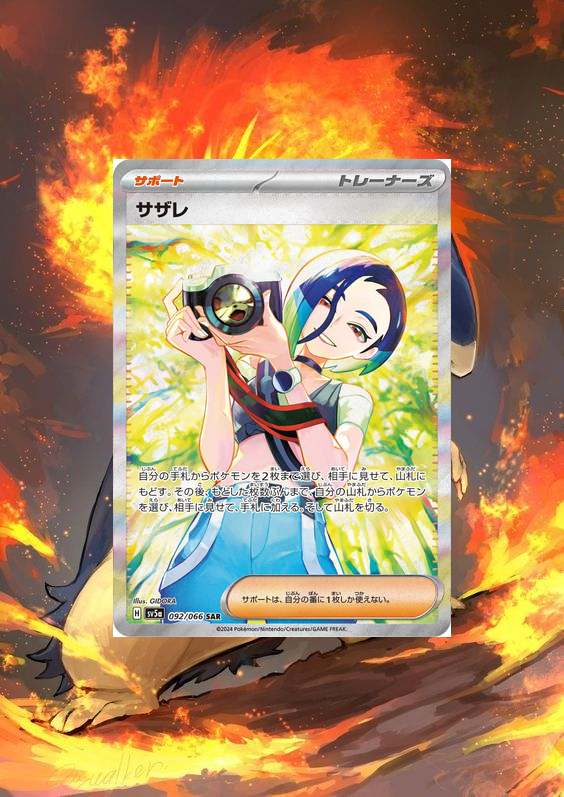 サポート
トレーナーズ
サザレ
自分の手札からポケモンを2枚まで選び、相手に見せて、山札に
もどす。その後、もどした枚数ぶんまで、自分の山札からポケモン
を選び、相手に見せて、手札に加える。そして山札を切る。
サポートは、自分の番に1枚しか使えない。
Illus. GIDORA
H sv5a 092/066 SAR
©2024 Pokémon/Nintendo/Creatures/GAME FREAK.